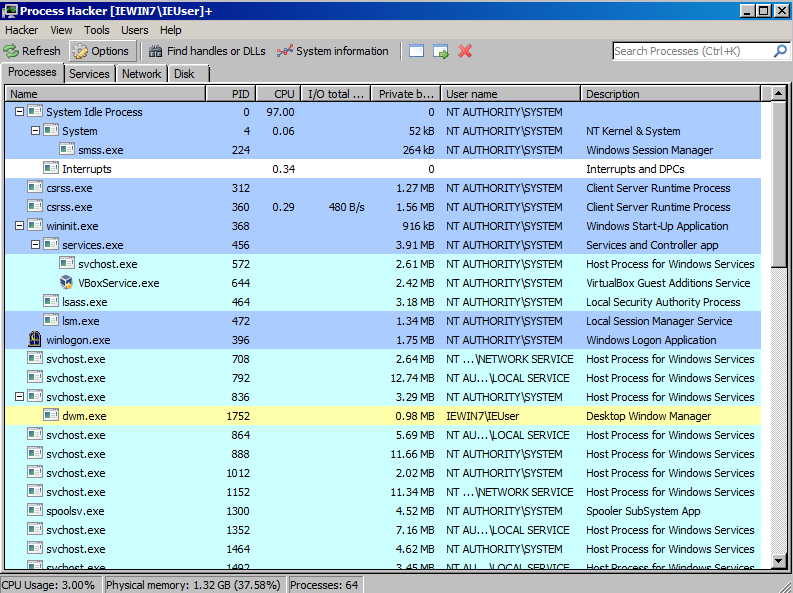 Process Hacker [IEWIN7\IEUser]+
Hacker View Tools Users Help
Refresh Options Find handles or DLLs System information Search Processes (Ctrl+K)
Processes Services Network Disk
Name PID CPU I/O total ... Private b... User name Description
System Idle Process 0 97.00 0 NT AUTHORITY\SYSTEM
System 4 0.06 52 kB NT AUTHORITY\SYSTEM NT Kernel & System
smss.exe 224 264 kB NT AUTHORITY\SYSTEM Windows Session Manager
Interrupts 0.34 0 Interrupts and DPCs
csrss.exe 312 1.27 MB NT AUTHORITY\SYSTEM Client Server Runtime Process
csrss.exe 360 0.29 480 B/s 1.56 MB NT AUTHORITY\SYSTEM Client Server Runtime Process
wininit.exe 368 916 kB NT AUTHORITY\SYSTEM Windows Start-Up Application
services.exe 456 3.91 MB NT AUTHORITY\SYSTEM Services and Controller app
svchost.exe 572 2.61 MB NT AUTHORITY\SYSTEM Host Process for Windows Services
VBoxService.exe 644 2.42 MB NT AUTHORITY\SYSTEM VirtualBox Guest Additions Service
lsass.exe 464 3.18 MB NT AUTHORITY\SYSTEM Local Security Authority Process
lsm.exe 472 1.34 MB NT AUTHORITY\SYSTEM Local Session Manager Service
winlogon.exe 396 1.75 MB NT AUTHORITY\SYSTEM Windows Logon Application
svchost.exe 708 2.64 MB NT ...\NETWORK SERVICE Host Process for Windows Services
svchost.exe 792 12.74 MB NT AU...\LOCAL SERVICE Host Process for Windows Services
svchost.exe 836 3.29 MB NT AUTHORITY\SYSTEM Host Process for Windows Services
dwm.exe 1752 0.98 MB IEWIN7\IEUser Desktop Window Manager
svchost.exe 864 5.69 MB NT AU...\LOCAL SERVICE Host Process for Windows Services
svchost.exe 888 11.66 MB NT AUTHORITY\SYSTEM Host Process for Windows Services
svchost.exe 1012 2.02 MB NT AUTHORITY\SYSTEM Host Process for Windows Services
svchost.exe 1152 11.34 MB NT ...\NETWORK SERVICE Host Process for Windows Services
spoolsv.exe 1300 4.52 MB NT AUTHORITY\SYSTEM Spooler SubSystem App
svchost.exe 1352 7.16 MB NT AU...\LOCAL SERVICE Host Process for Windows Services
svchost.exe 1464 4.62 MB NT AUTHORITY\SYSTEM Host Process for Windows Services
svchost.exe 1492 3.45 MB NT AU...\LOCAL SERVICE Host Process for Windows Services
CPU Usage: 3.00% Physical memory: 1.32 GB (37.58%) Processes: 64